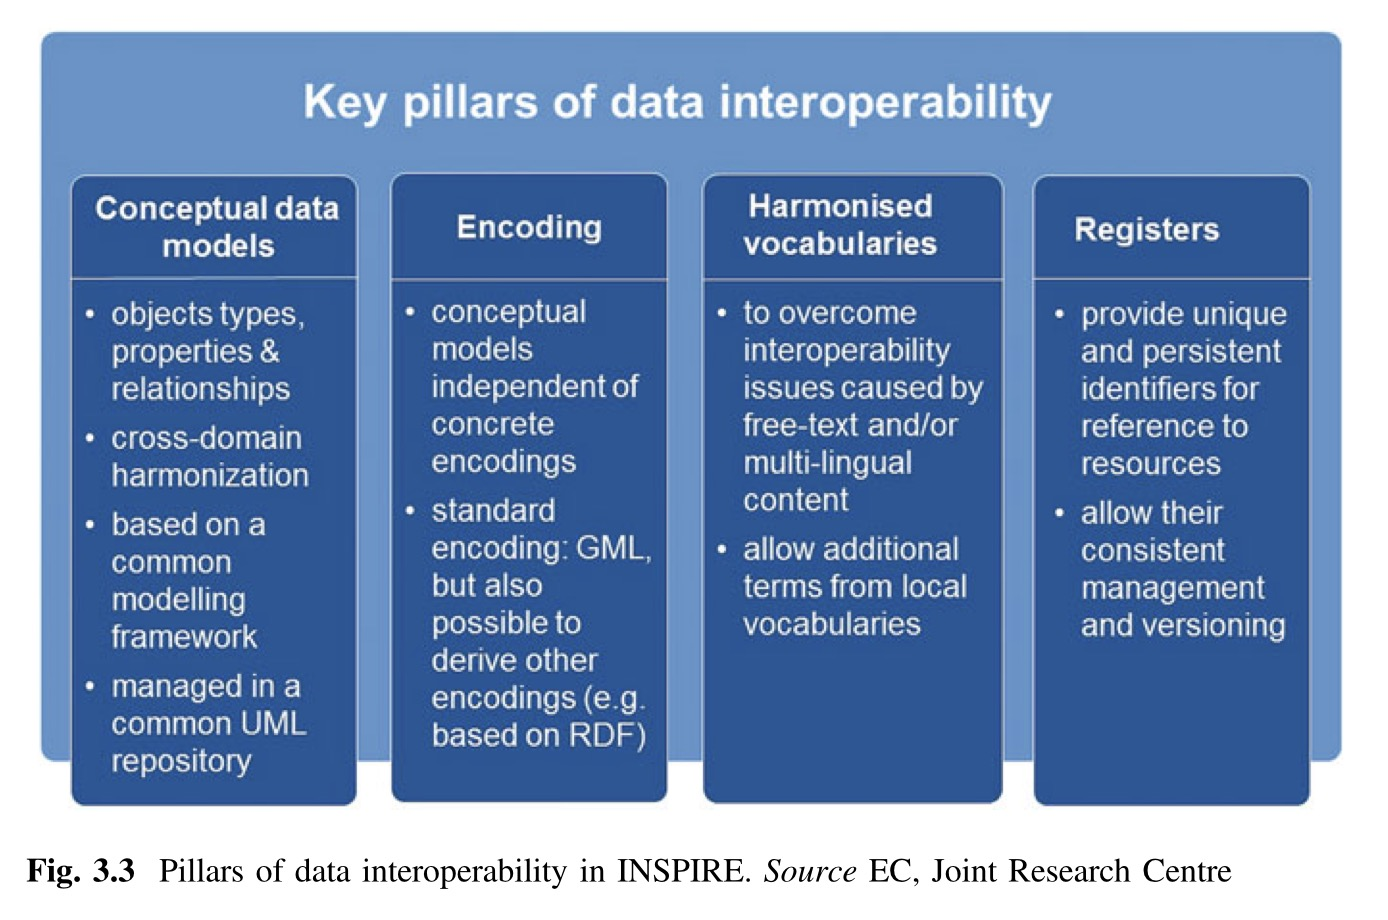 Key pillars of data interoperability
Conceptual data
models
• objects types,
properties &
relationships
• cross-domain
harmonization
• based on a
common
modelling
framework
• managed in a
common UML
repository
Encoding
• conceptual
models
independent of
concrete
encodings
• standard
encoding: GML,
but also
possible to
derive other
encodings (e.g.
based on RDF)
Harmonised
vocabularies
• to overcome
interoperability
issues caused by
free-text and/or
multi-lingual
content
• allow additional
terms from local
vocabularies
Registers
• provide unique
and persistent
identifiers for
reference to
resources
• allow their
consistent
management
and versioning
Fig. 3.3 Pillars of data interoperability in INSPIRE. Source EC, Joint Research Centre